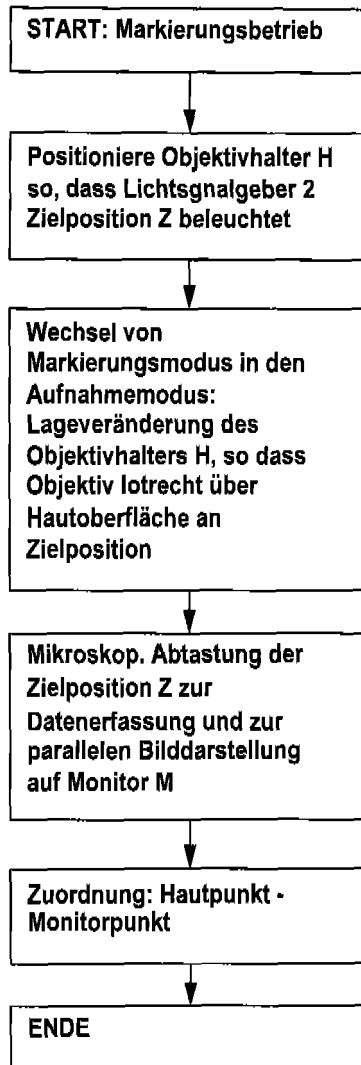 START: Markierungsbetrieb
Positioniere Objektivhalter H
so, dass Lichtsgnalgeber 2
Zielposition Z beleuchtet
Wechsel von
Markierungsmodus in den
Aufnahmemodus:
Lageveränderung des
Objektivhalters H, so dass
Objektiv lotrecht über
Hautoberfläche an
Zielposition
Mikroskop. Abtastung der
Zielposition Z zur
Datenerfassung und zur
parallelen Bilddarstellung
auf Monitor M
Zuordnung: Hautpunkt -
Monitorpunkt
ENDE